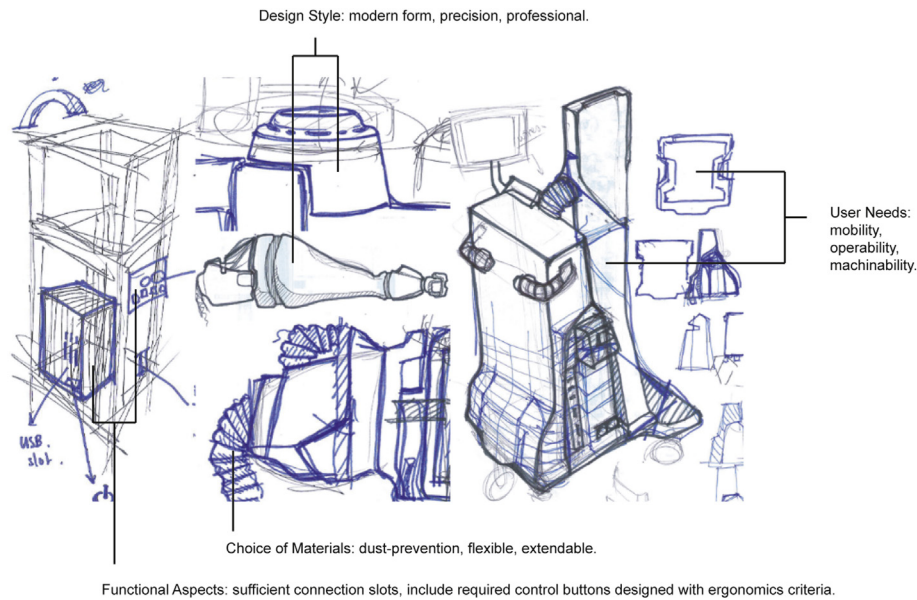 Design Style: modern form, precision, professional.
User Needs:
mobility,
operability,
machinability.
USB.
slot.
Choice of Materials: dust-prevention, flexible, extendable.
Functional Aspects: sufficient connection slots, include required control buttons designed with ergonomics criteria.